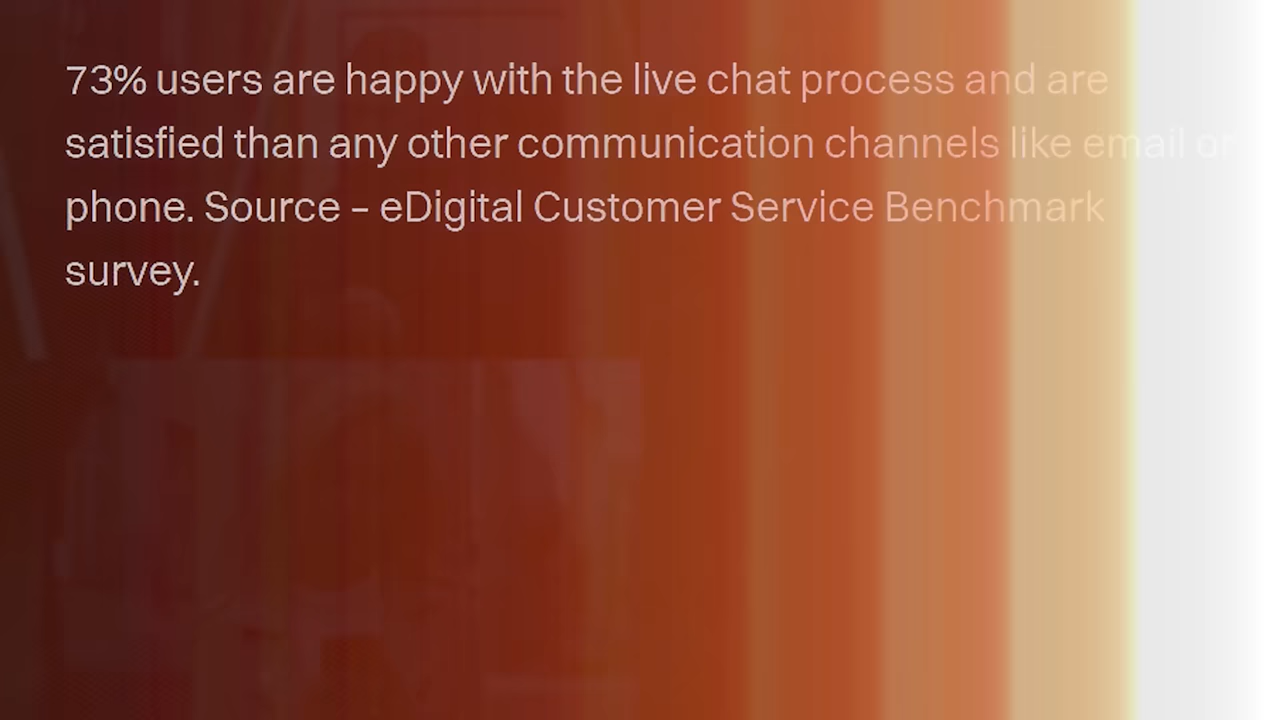 73% users are happy with the live chat process and are
satisfied than any other communication channels like email or
phone. Source – eDigital Customer Service Benchmark
survey.